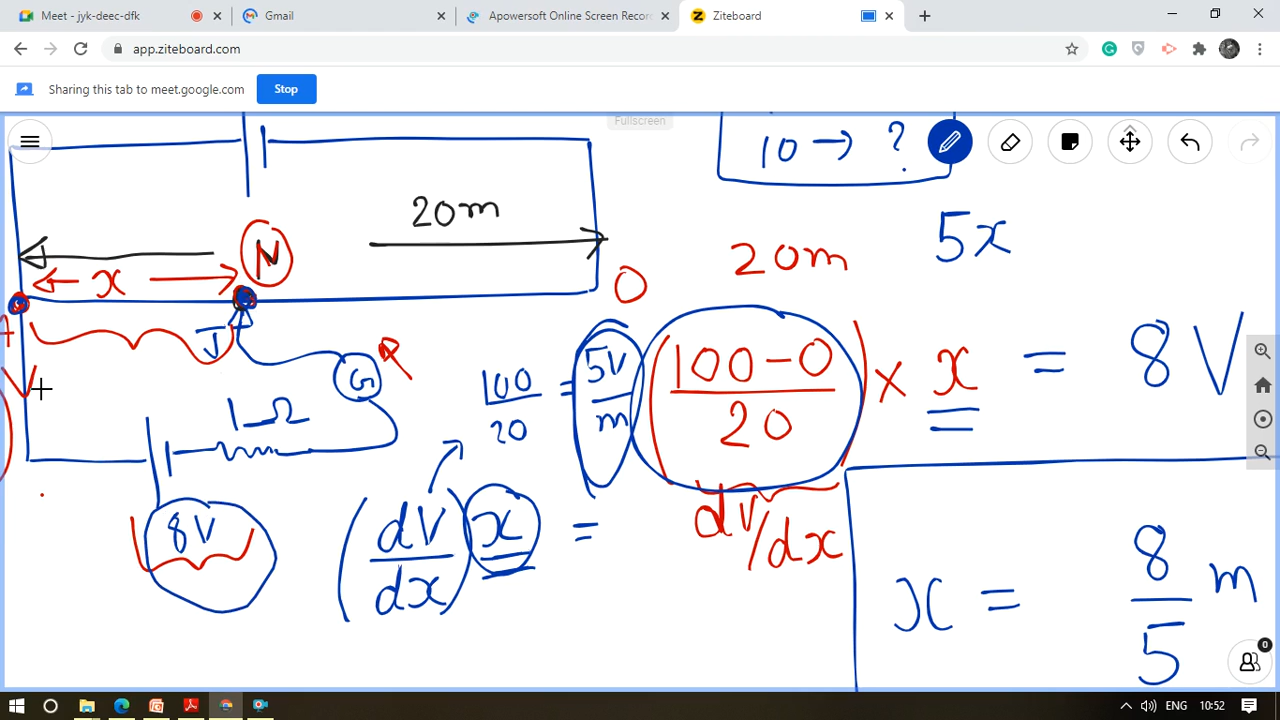 Meet - jyk-deec-dfk
Gmail
Apowersoft Online Screen Recor
Ziteboard
app.ziteboard.com
Sharing this tab to meet.google.com
Stop
Fullscreen
10 → ?
20m
5x
N
x
20m
0
J
G
100/20 = 5V/m
(100-0/20) × x = 8V
1Ω
dV/dx
8V
(dV/dx) x =
x = 8/5 m
0
ENG
10:52